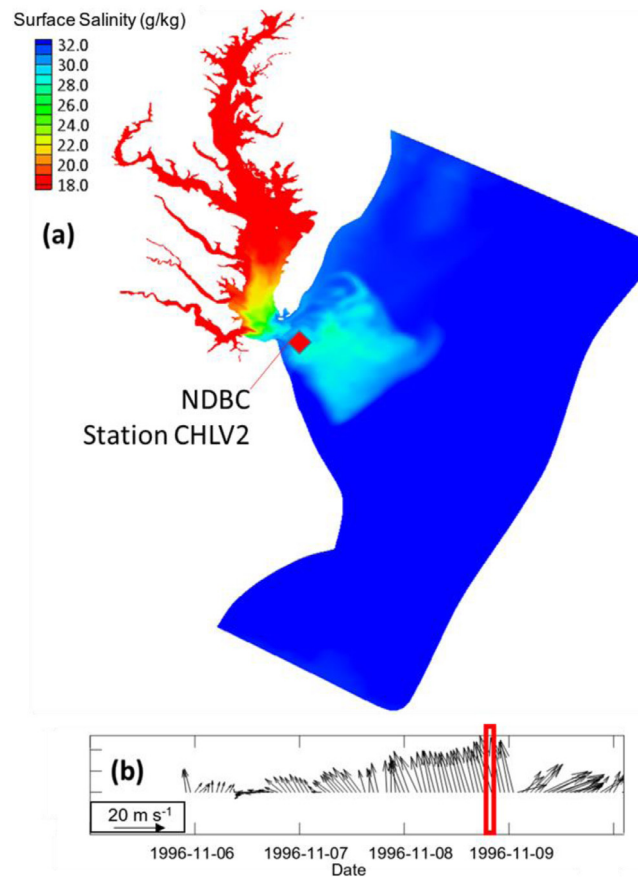 Surface Salinity (g/kg)
32.0
30.0
28.0
26.0
24.0
22.0
20.0
18.0
(a)
NDBC
Station CHLV2
(b)
20 m s-1
1996-11-06
1996-11-07
1996-11-08
1996-11-09
Date